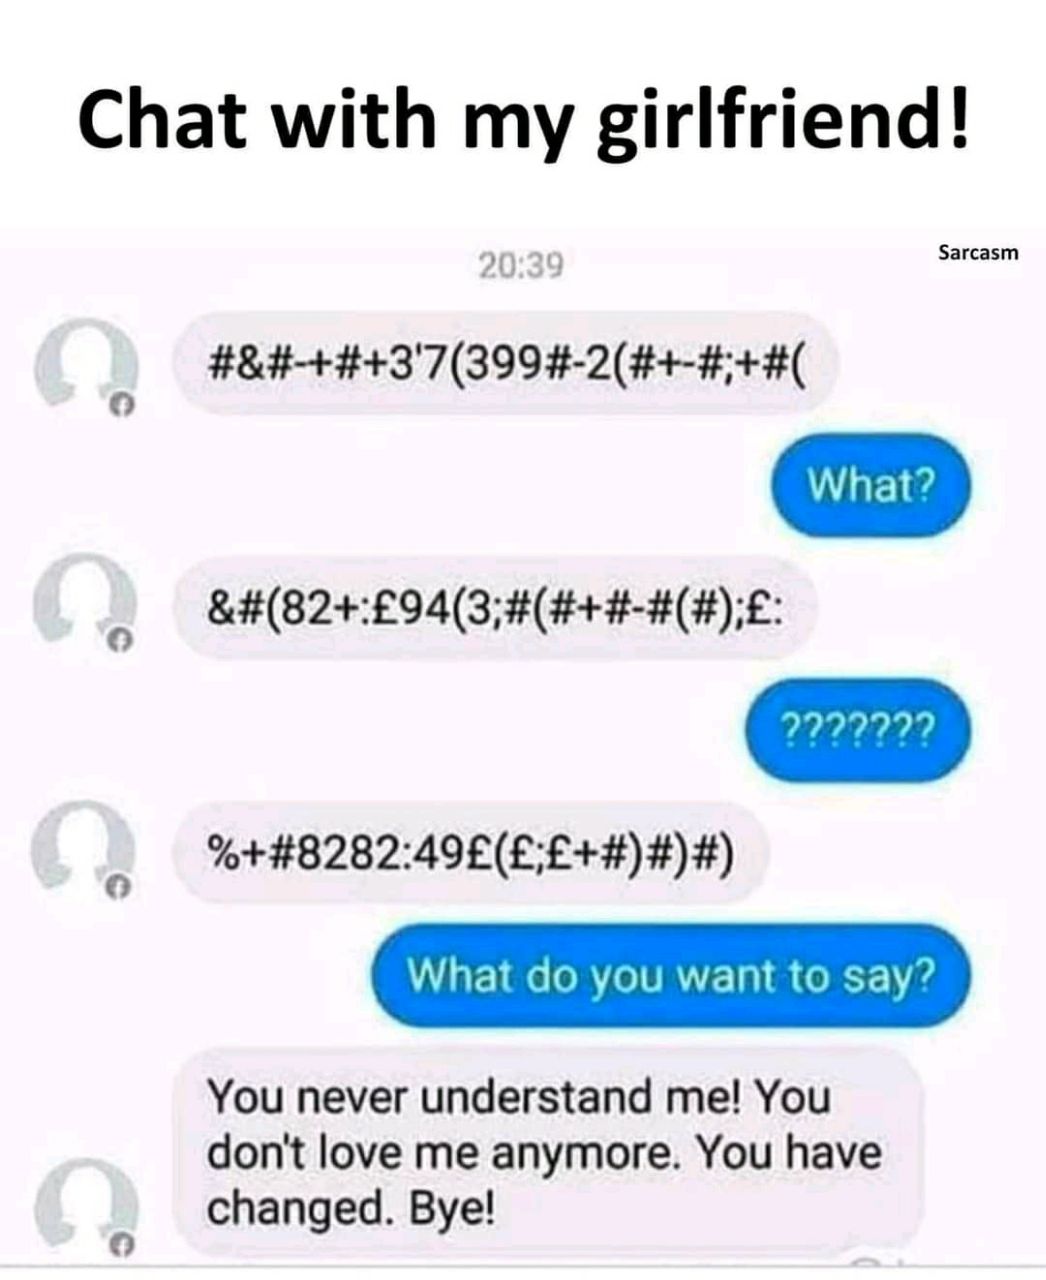 Chat with my girlfriend!
Sarcasm
20:39
#&#-+#+3'7(399#-2(#+-#;+#(
What?
&#(82+:£94(3;#(#+#-#(#);£:
???????
%+#8282:49£(£;£+#)#)#)
What do you want to say?
You never understand me! You
don't love me anymore. You have
changed. Bye!